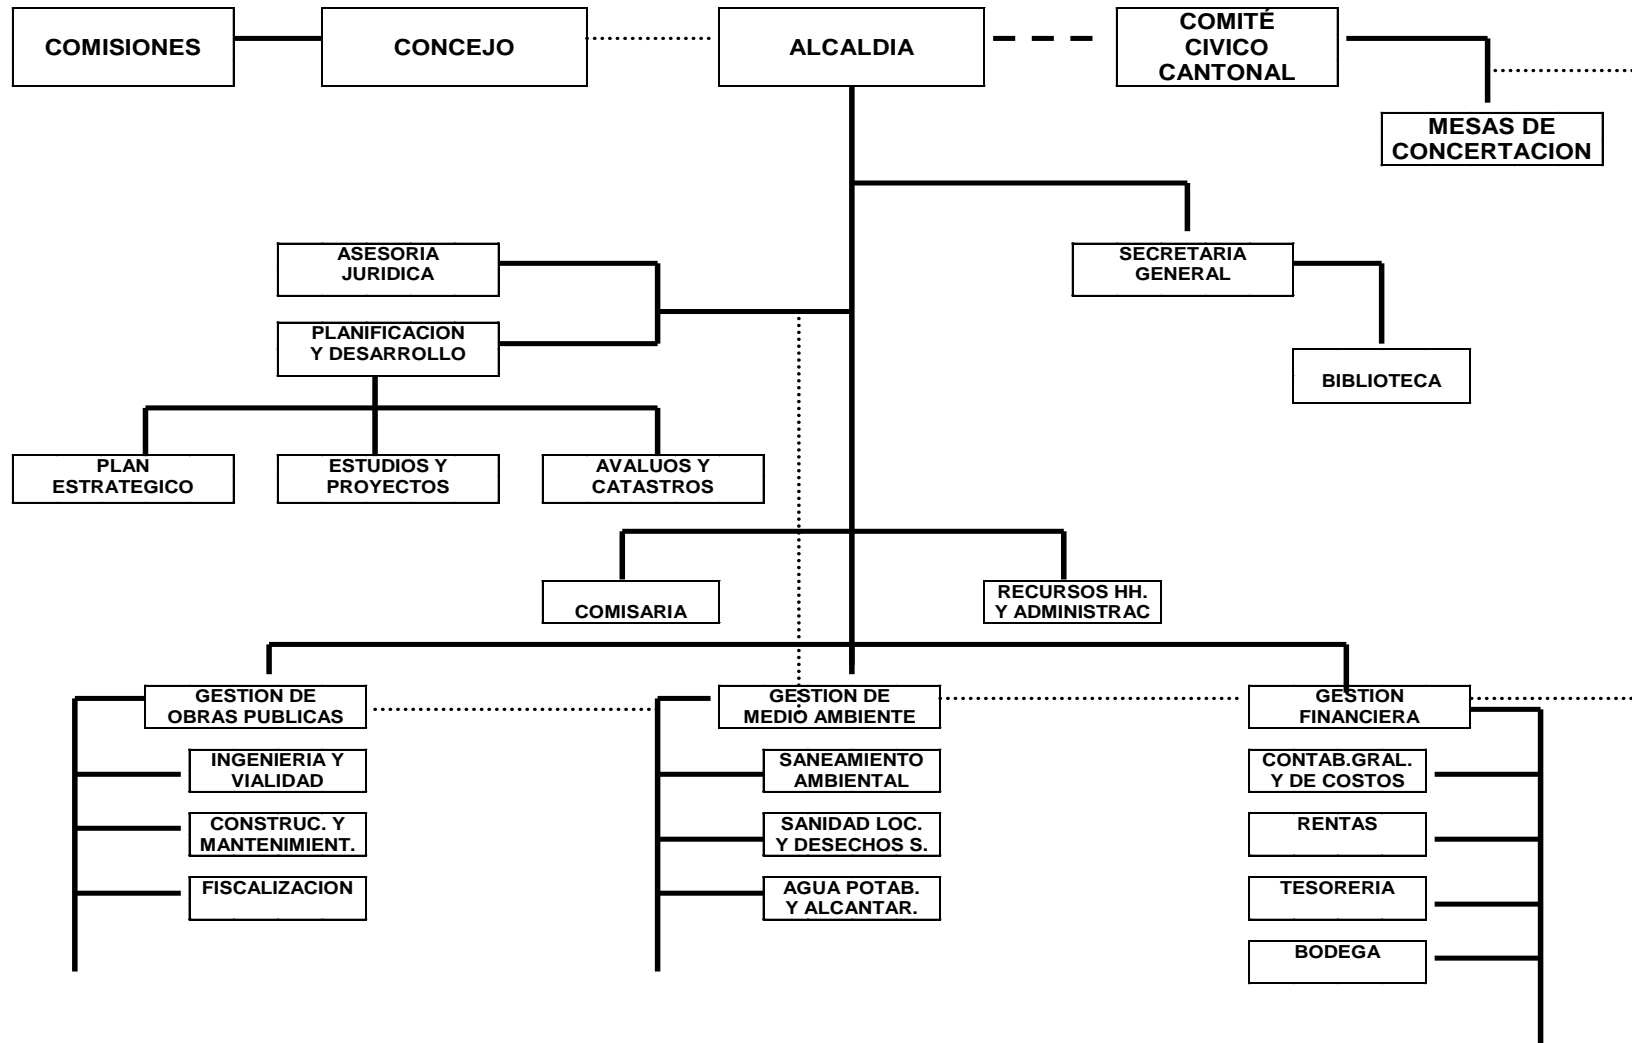 COMISIONES
CONCEJO
ALCALDIA
COMITÉ
CIVICO
CANTONAL
MESAS DE
CONCERTACION
ASESORIA
JURIDICA
SECRETARIA
GENERAL
PLANIFICACION
Y DESARROLLO
BIBLIOTECA
PLAN
ESTRATEGICO
ESTUDIOS Y
PROYECTOS
AVALUOS Y
CATASTROS
COMISARIA
RECURSOS HH.
Y ADMINISTRAC
GESTION DE
OBRAS PUBLICAS
GESTION DE
MEDIO AMBIENTE
GESTION
FINANCIERA
INGENIERIA Y
VIALIDAD
SANEAMIENTO
AMBIENTAL
CONTAB.GRAL.
Y DE COSTOS
CONSTRUC. Y
MANTENIMIENT.
SANIDAD LOC.
Y DESECHOS S.
RENTAS
FISCALIZACION
AGUA POTAB.
Y ALCANTAR.
TESORERIA
BODEGA